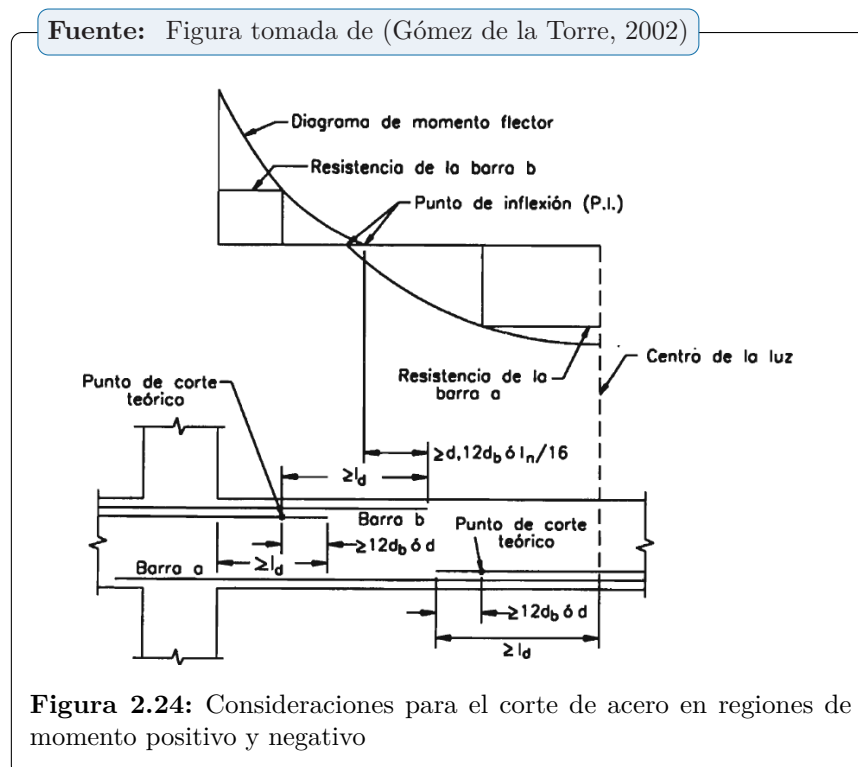 Fuente: Figura tomada de (Gómez de la Torre, 2002)
Diagrama de momento flector
Resistencia de la barra b
Punto de inflexión (P.I.)
Centro de la luz
Resistencia de la
barra a
Punto de corte
teórico
≥d,12d_b ó l_n/16
≥l_d
Barra b
Punto de corte
teórico
≥12d_b ó d
≥l_d
Barra a
≥12d_b ó d
≥l_d
Figura 2.24: Consideraciones para el corte de acero en regiones de
momento positivo y negativo